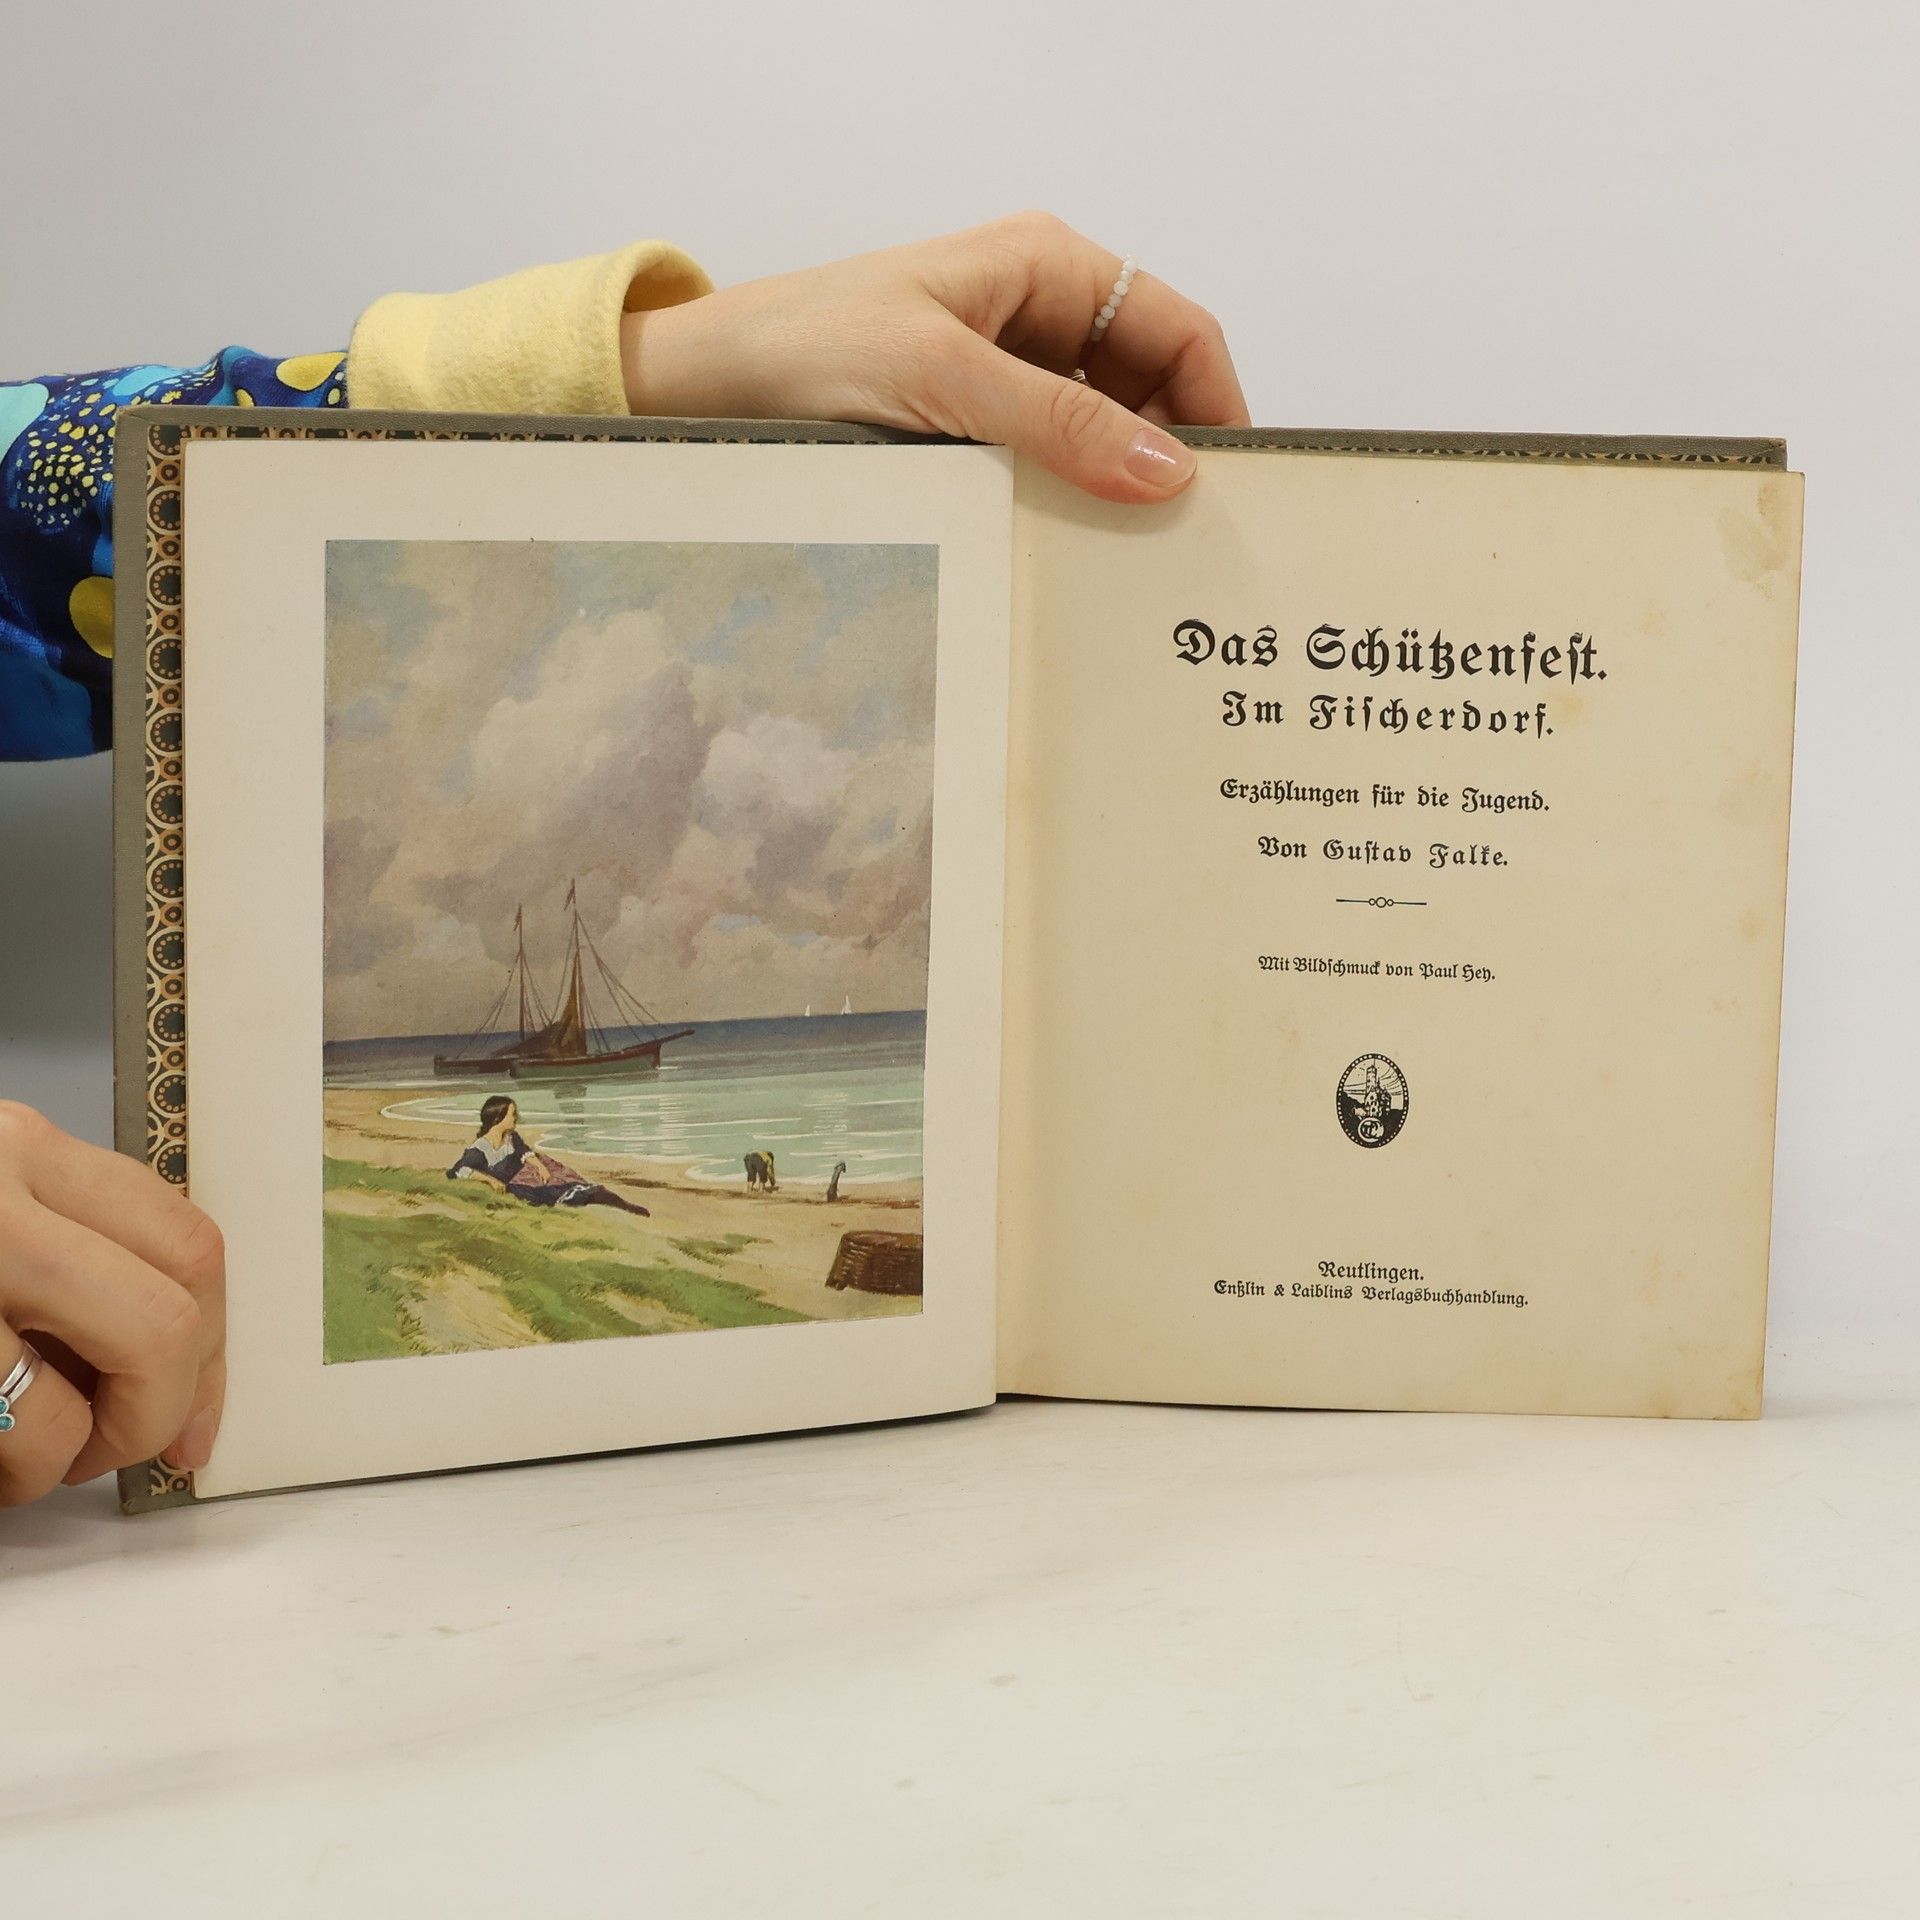 Das Schützenfest.
Im Fischerdorf.
Erzählungen für die Jugend.
Von Gustav Falke.
Mit Bildschmuck von Paul Hey.
Reutlingen.
Enßlin & Laiblins Verlagsbuchhandlung.